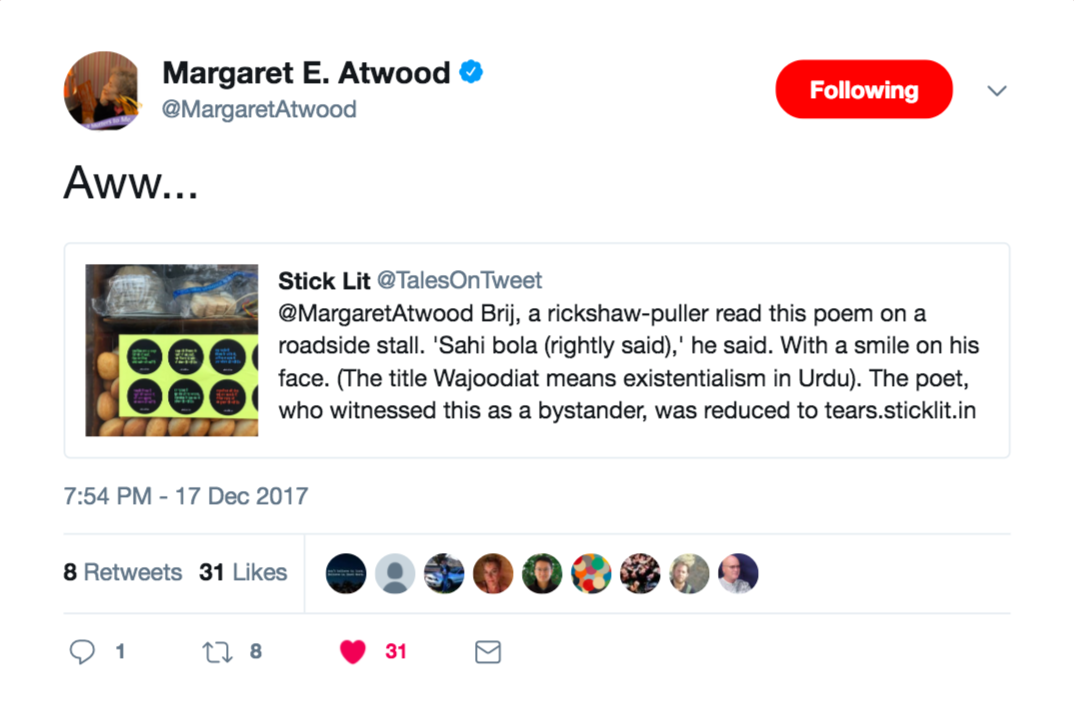 Margaret E. Atwood
@MargaretAtwood
Following
Aww...
Stick Lit @TalesOnTweet
@MargaretAtwood Brij, a rickshaw-puller read this poem on a
roadside stall. 'Sahi bola (rightly said),' he said. With a smile on his
face. (The title Wajoodiat means existentialism in Urdu). The poet,
who witnessed this as a bystander, was reduced to tears.sticklit.in
7:54 PM - 17 Dec 2017
8 Retweets 31 Likes
1 8 31